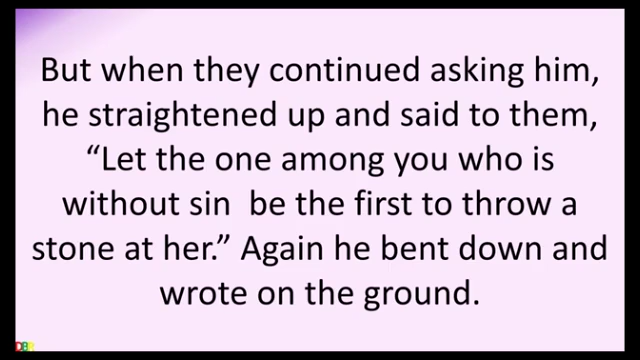 But when they continued asking him,
he straightened up and said to them,
“Let the one among you who is
without sin  be the first to throw a
stone at her.” Again he bent down and
wrote on the ground.
DBR